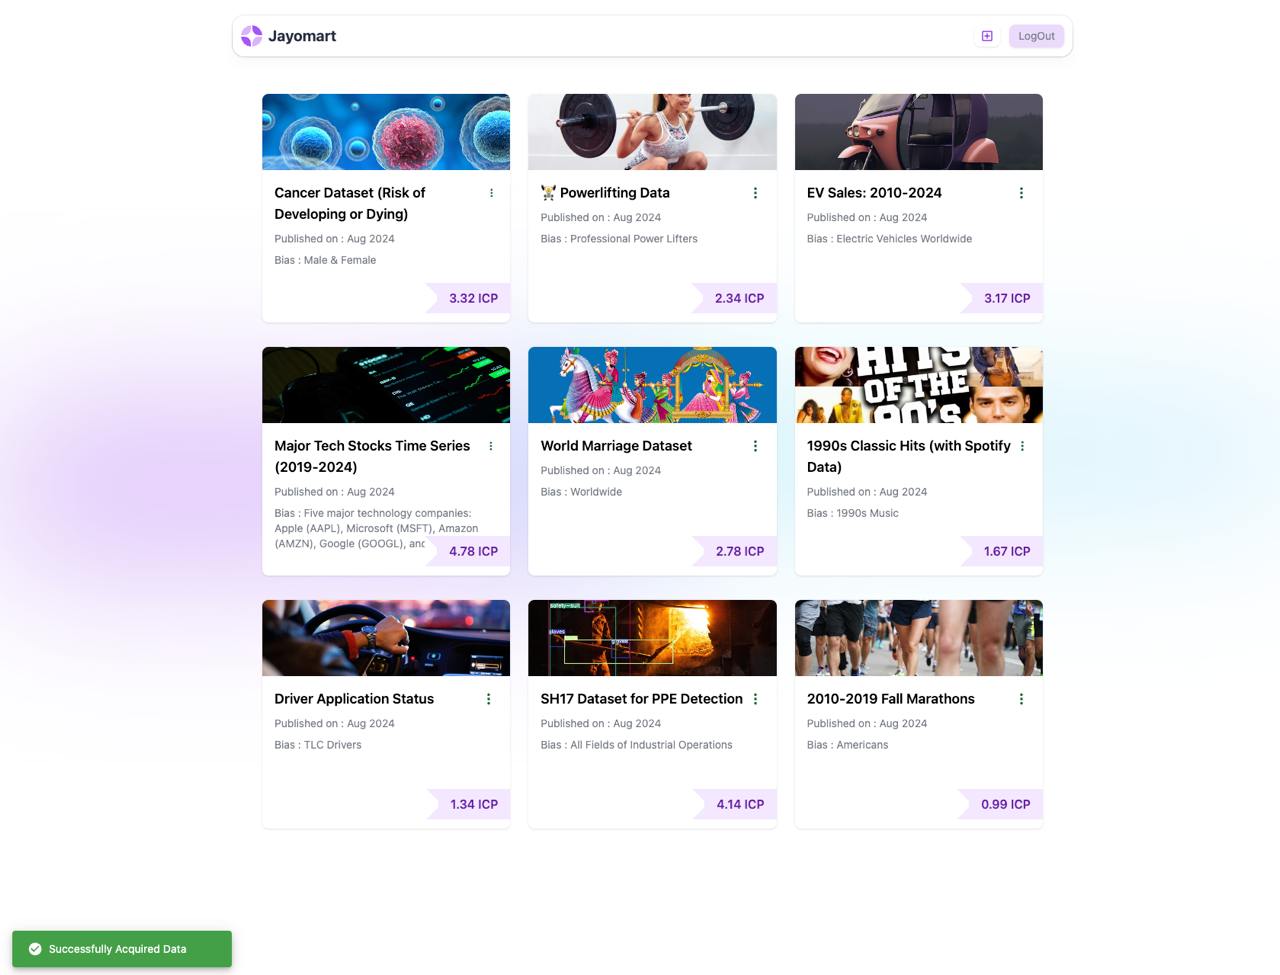 Jayomart
LogOut
Cancer Dataset (Risk of
Developing or Dying)
Published on : Aug 2024
Bias : Male & Female
3.32 ICP
Powerlifting Data
Published on : Aug 2024
Bias : Professional Power Lifters
2.34 ICP
EV Sales: 2010-2024
Published on : Aug 2024
Bias : Electric Vehicles Worldwide
3.17 ICP
STOCKS
GE
HD
Major Tech Stocks Time Series
(2019-2024)
Published on : Aug 2024
Bias : Five major technology companies:
Apple (AAPL), Microsoft (MSFT), Amazon
(AMZN), Google (GOOGL), and
4.78 ICP
World Marriage Dataset
Published on : Aug 2024
Bias : Worldwide
2.78 ICP
HITS
OF THE
90'S
1990s Classic Hits (with Spotify
Data)
Published on : Aug 2024
Bias : 1990s Music
1.67 ICP
Driver Application Status
Published on : Aug 2024
Bias : TLC Drivers
1.34 ICP
safety-suit
gloves
SH17 Dataset for PPE Detection
Published on : Aug 2024
Bias : All Fields of Industrial Operations
4.14 ICP
2010-2019 Fall Marathons
Published on : Aug 2024
Bias : Americans
0.99 ICP
Successfully Acquired Data